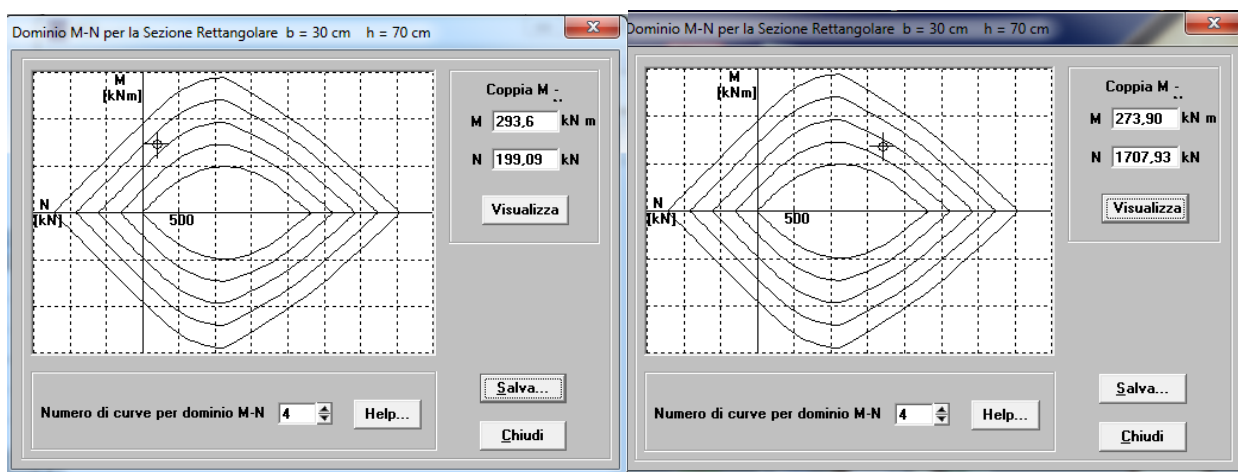 Dominio M-N per la Sezione Rettangolare b = 30 cm h = 70 cm
M
[kNm]
N
[kN]
500
Coppia M -
M 293,6 kN m
N 199,09 kN
Visualizza
Numero di curve per dominio M-N 4 Help...
Salva...
Chiudi
Dominio M-N per la Sezione Rettangolare b = 30 cm h = 70 cm
M
[kNm]
N
[kN]
500
Coppia M -
M 273,90 kN m
N 1707,93 kN
Visualizza
Numero di curve per dominio M-N 4 Help...
Salva...
Chiudi